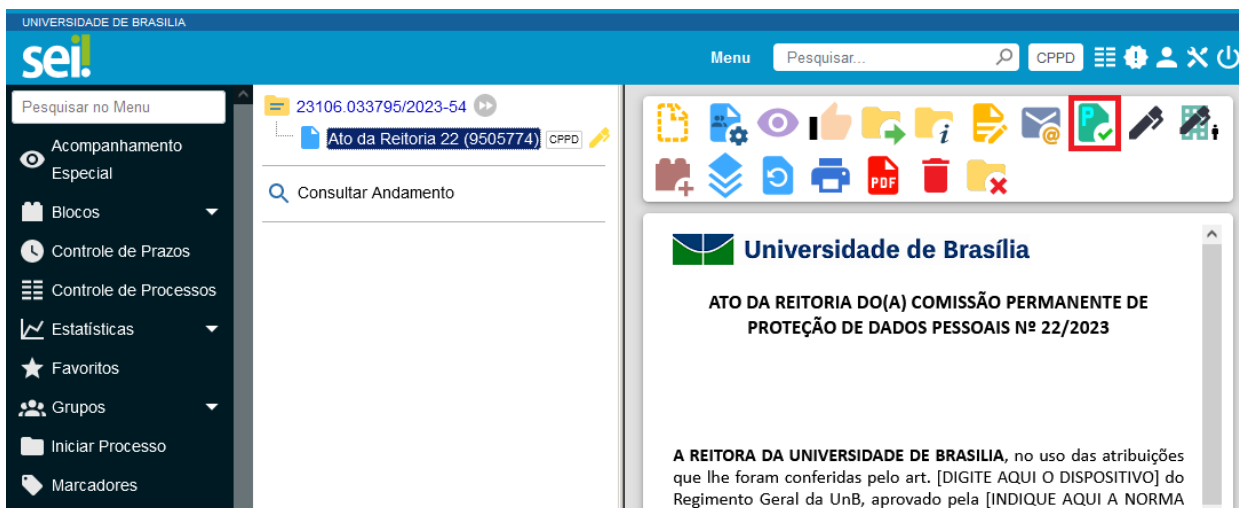 UNIVERSIDADE DE BRASILIA
sei!
Menu
Pesquisar...
CPPD
Pesquisar no Menu
Acompanhamento
Especial
Blocos
Controle de Prazos
Controle de Processos
Estatísticas
Favoritos
Grupos
Iniciar Processo
Marcadores
23106.033795/2023-54
Ato da Reitoria 22 (9505774) CPPD
Consultar Andamento
i
@
P
PDF
Universidade de Brasília
ATO DA REITORIA DO(A) COMISSÃO PERMANENTE DE
PROTEÇÃO DE DADOS PESSOAIS Nº 22/2023
A REITORA DA UNIVERSIDADE DE BRASILIA, no uso das atribuições
que lhe foram conferidas pelo art. [DIGITE AQUI O DISPOSITIVO] do
Regimento Geral da UnB, aprovado pela [INDIQUE AQUI A NORMA